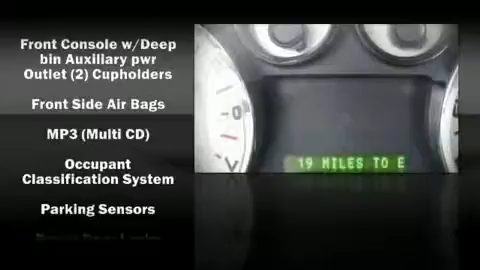 Front Console w/Deep
bin Auxiliary pwr
Outlet (2) Cupholders
Front Side Air Bags
MP3 (Multi CD)
Occupant
Classification System
Parking Sensors
19 MILES TO E